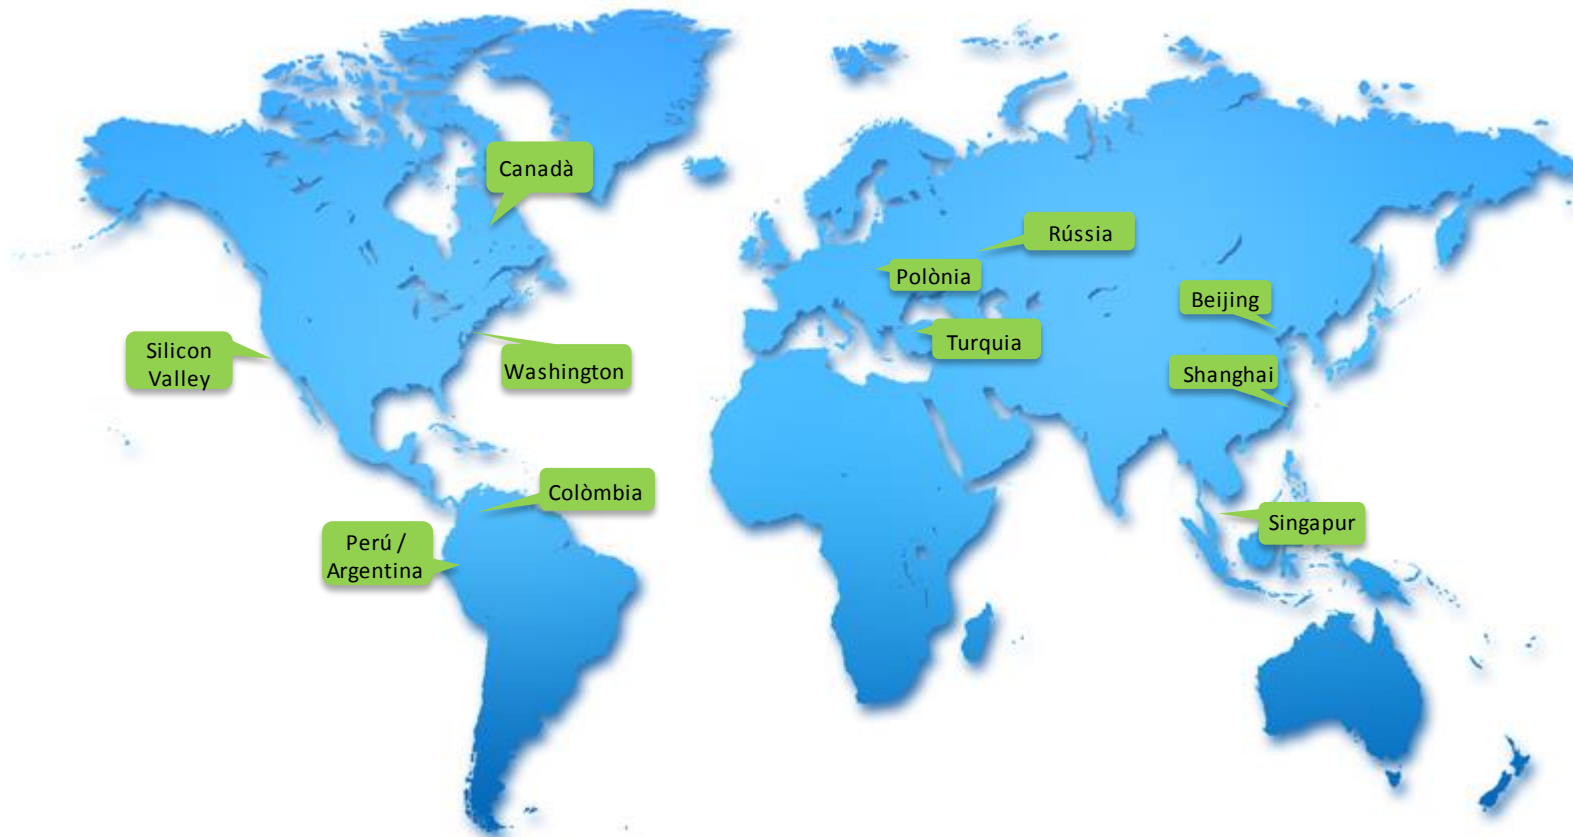 Canadà
Rússia
Polònia
Beijing
Silicon
Valley
Washington
Turquia
Shanghai
Colòmbia
Perú /
Argentina
Singapur